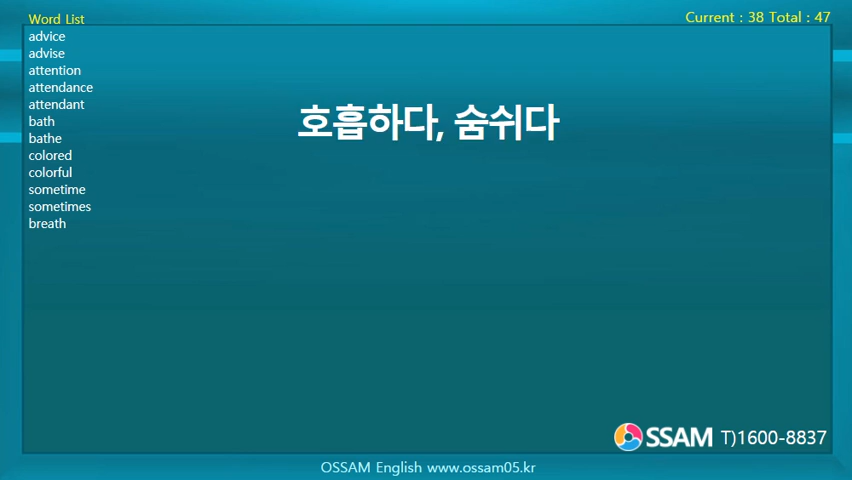 Word List
Current : 38 Total : 47
advice
advise
attention
attendance
attendant
bath
bathe
colored
colorful
sometime
sometimes
breath
호흡하다, 숨쉬다
SSAM T)1600-8837
OSSAM English www.ossam05.kr